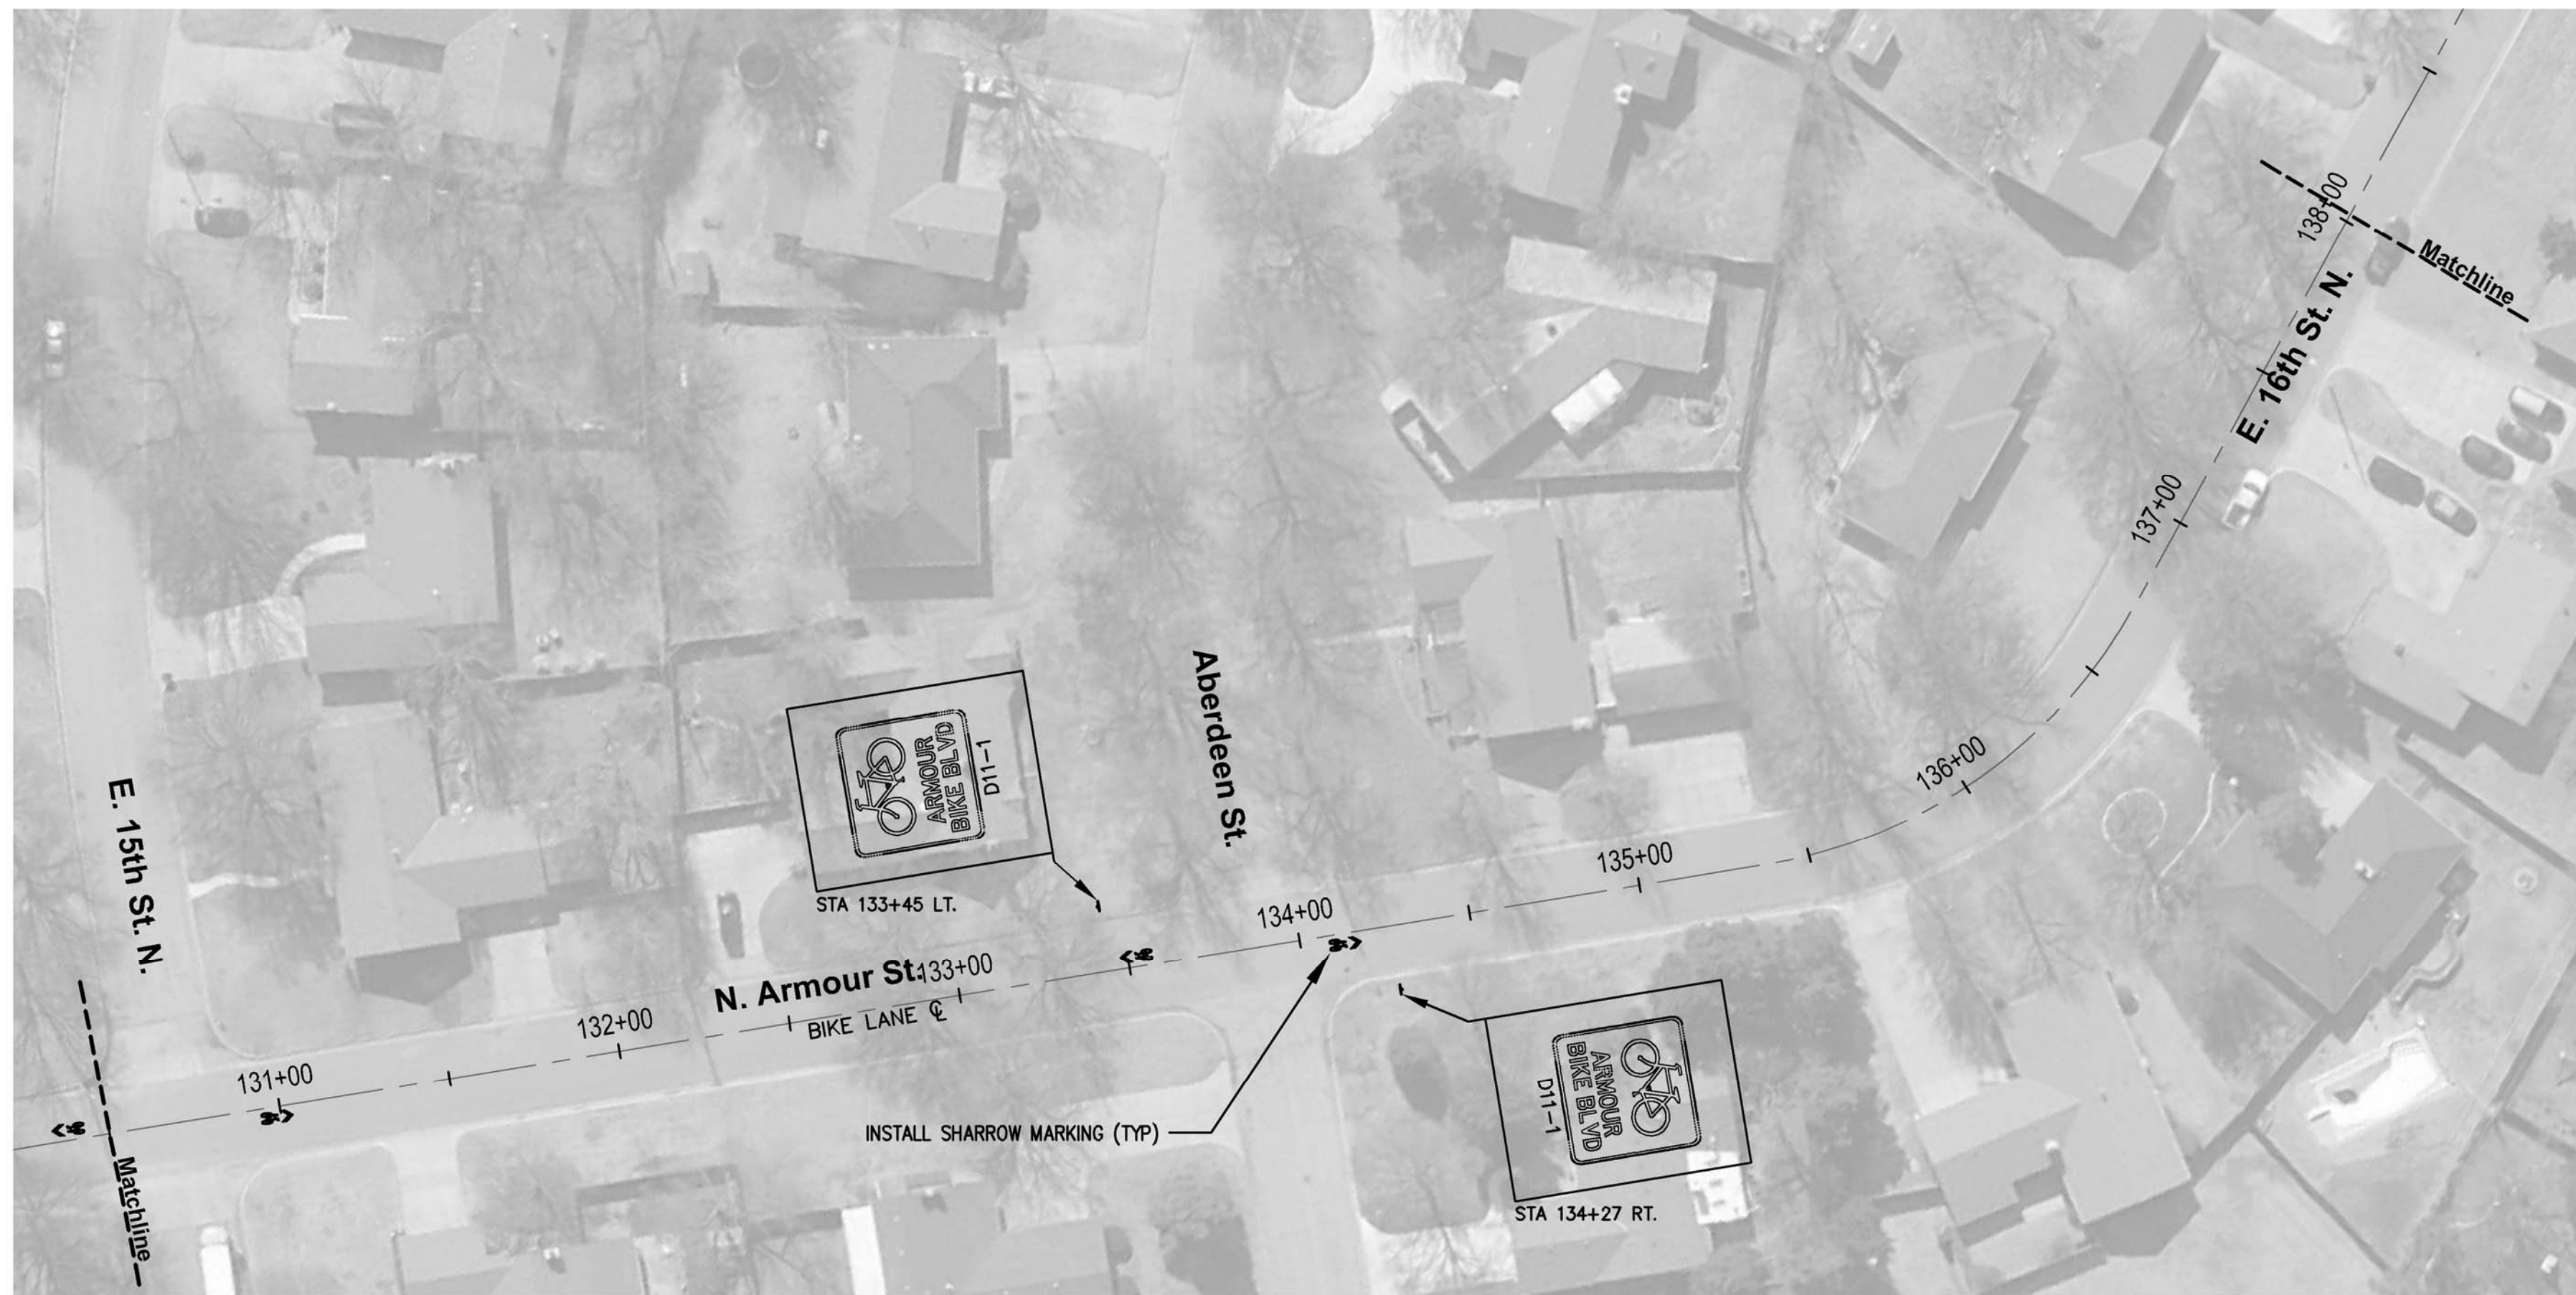 138+00
Matchline
E. 16th St. N.
137+00
Aberdeen St.
ARMOUR
BIKE BLVD
D11-1
136+00
E. 15th St. N.
135+00
STA 133+45 LT.
134+00
N. Armour St.
133+00
BIKE LANE ℄
132+00
131+00
ARMOUR
BIKE BLVD
D11-1
INSTALL SHARROW MARKING (TYP)
Matchline
STA 134+27 RT.